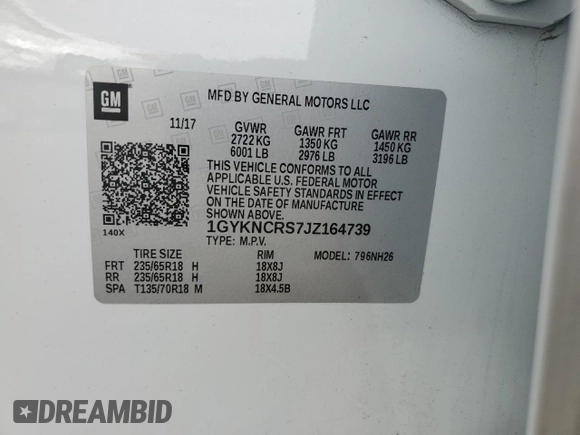 GM
MFD BY GENERAL MOTORS LLC
11/17 GVWR GAWR FRT GAWR RR
2722 KG 1350 KG 1450 KG
6001 LB 2976 LB 3196 LB
THIS VEHICLE CONFORMS TO ALL
APPLICABLE U.S. FEDERAL MOTOR
VEHICLE SAFETY STANDARDS IN EFFECT
ON THE DATE OF MANUFACTURE
SHOWN ABOVE.
140X
1GYKNCRS7JZ164739
TYPE: M.P.V.
TIRE SIZE RIM MODEL: 796NH26
FRT 235/65R18 H 18X8J
RR 235/65R18 H 18X8J
SPA T135/70R18 M 18X4.5B
DREAMBID